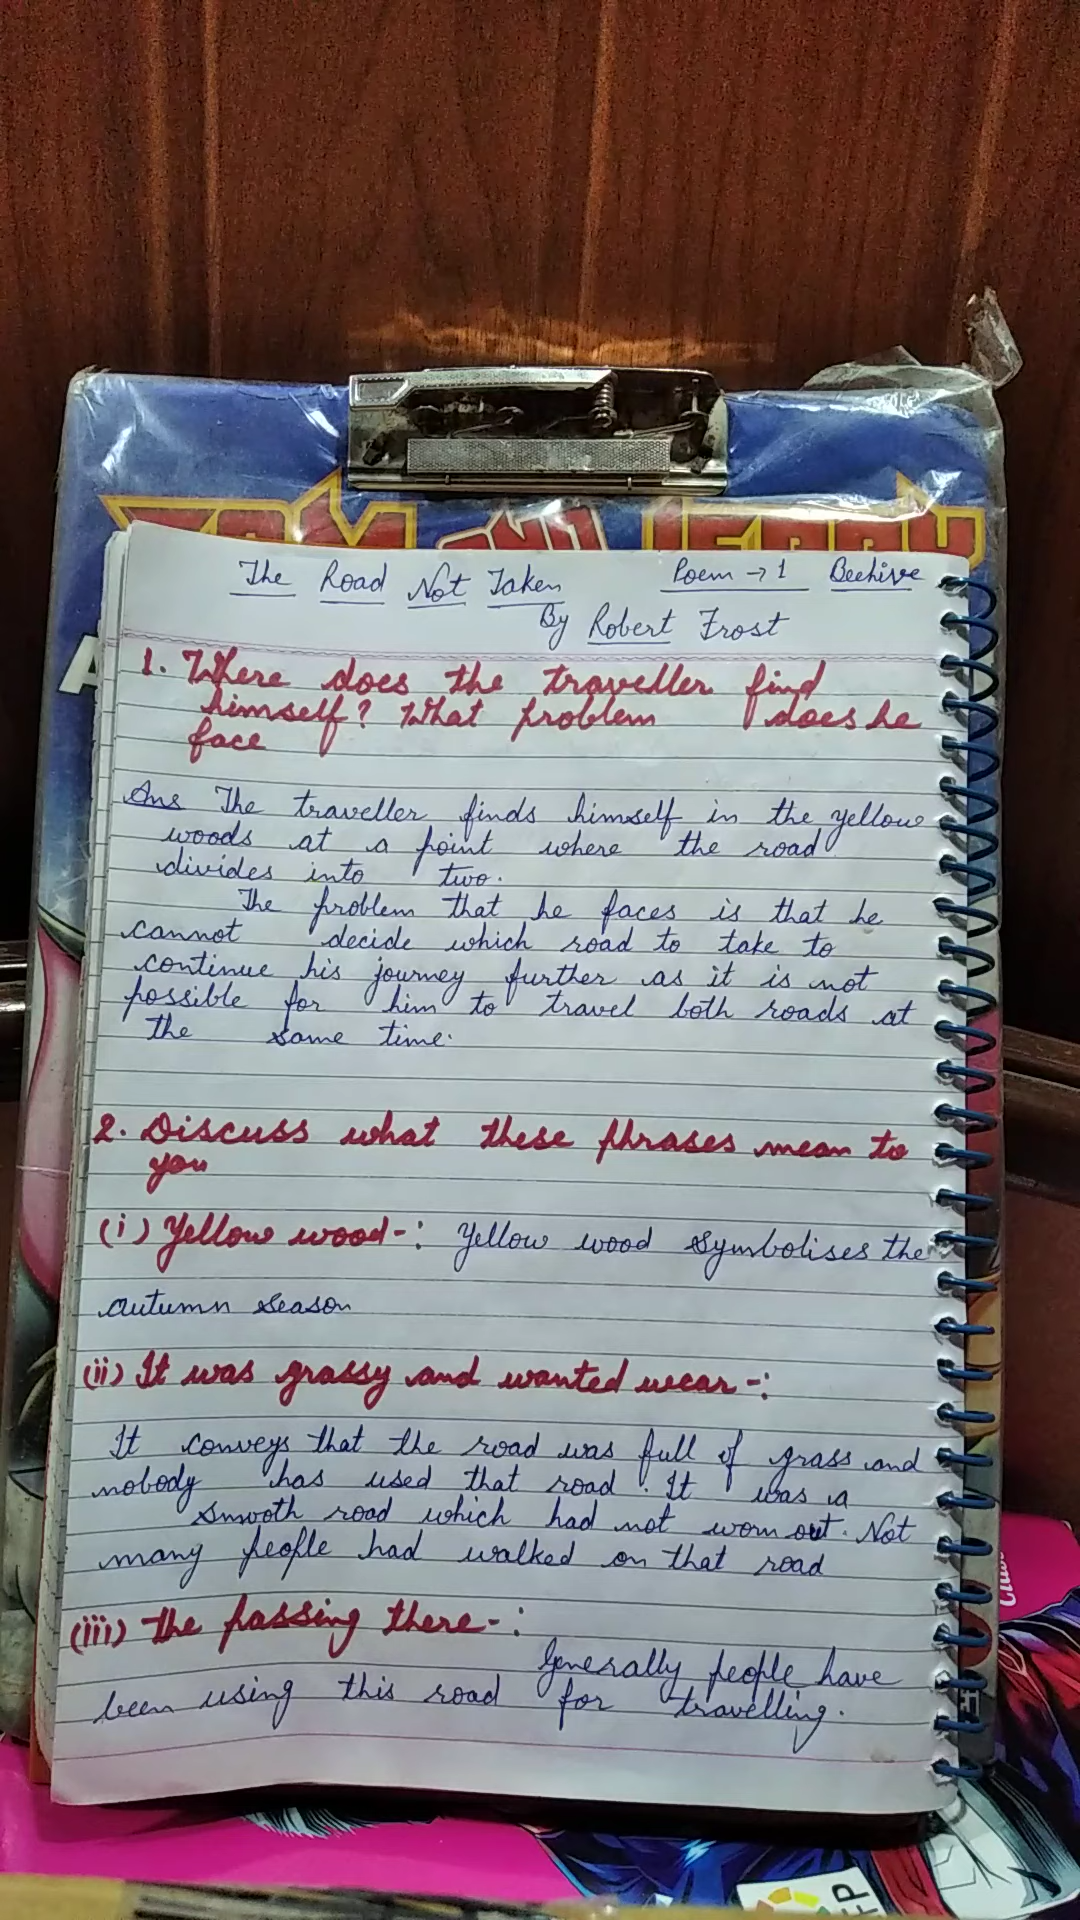 TOM AND JERRY
A
The Road Not Taken Poem → 1 Beehive
By Robert Frost
1. Where does the traveller find
himself? What problem does he
face
Ans The traveller finds himself in the yellow
woods at a point where the road
divides into two.
The problem that he faces is that he
cannot decide which road to take to
continue his journey further as it is not
possible for him to travel both roads at
the same time.
2. Discuss what these phrases mean to
you
(i) Yellow wood-: Yellow wood symbolises the
autumn season
(ii) It was grassy and wanted wear-:
It conveys that the road was full of grass and
nobody has used that road. It was a
smooth road which had not worn out. Not
many people had walked on that road
(iii) the passing there-:
Generally people have
been using this road for travelling.
Class
FP